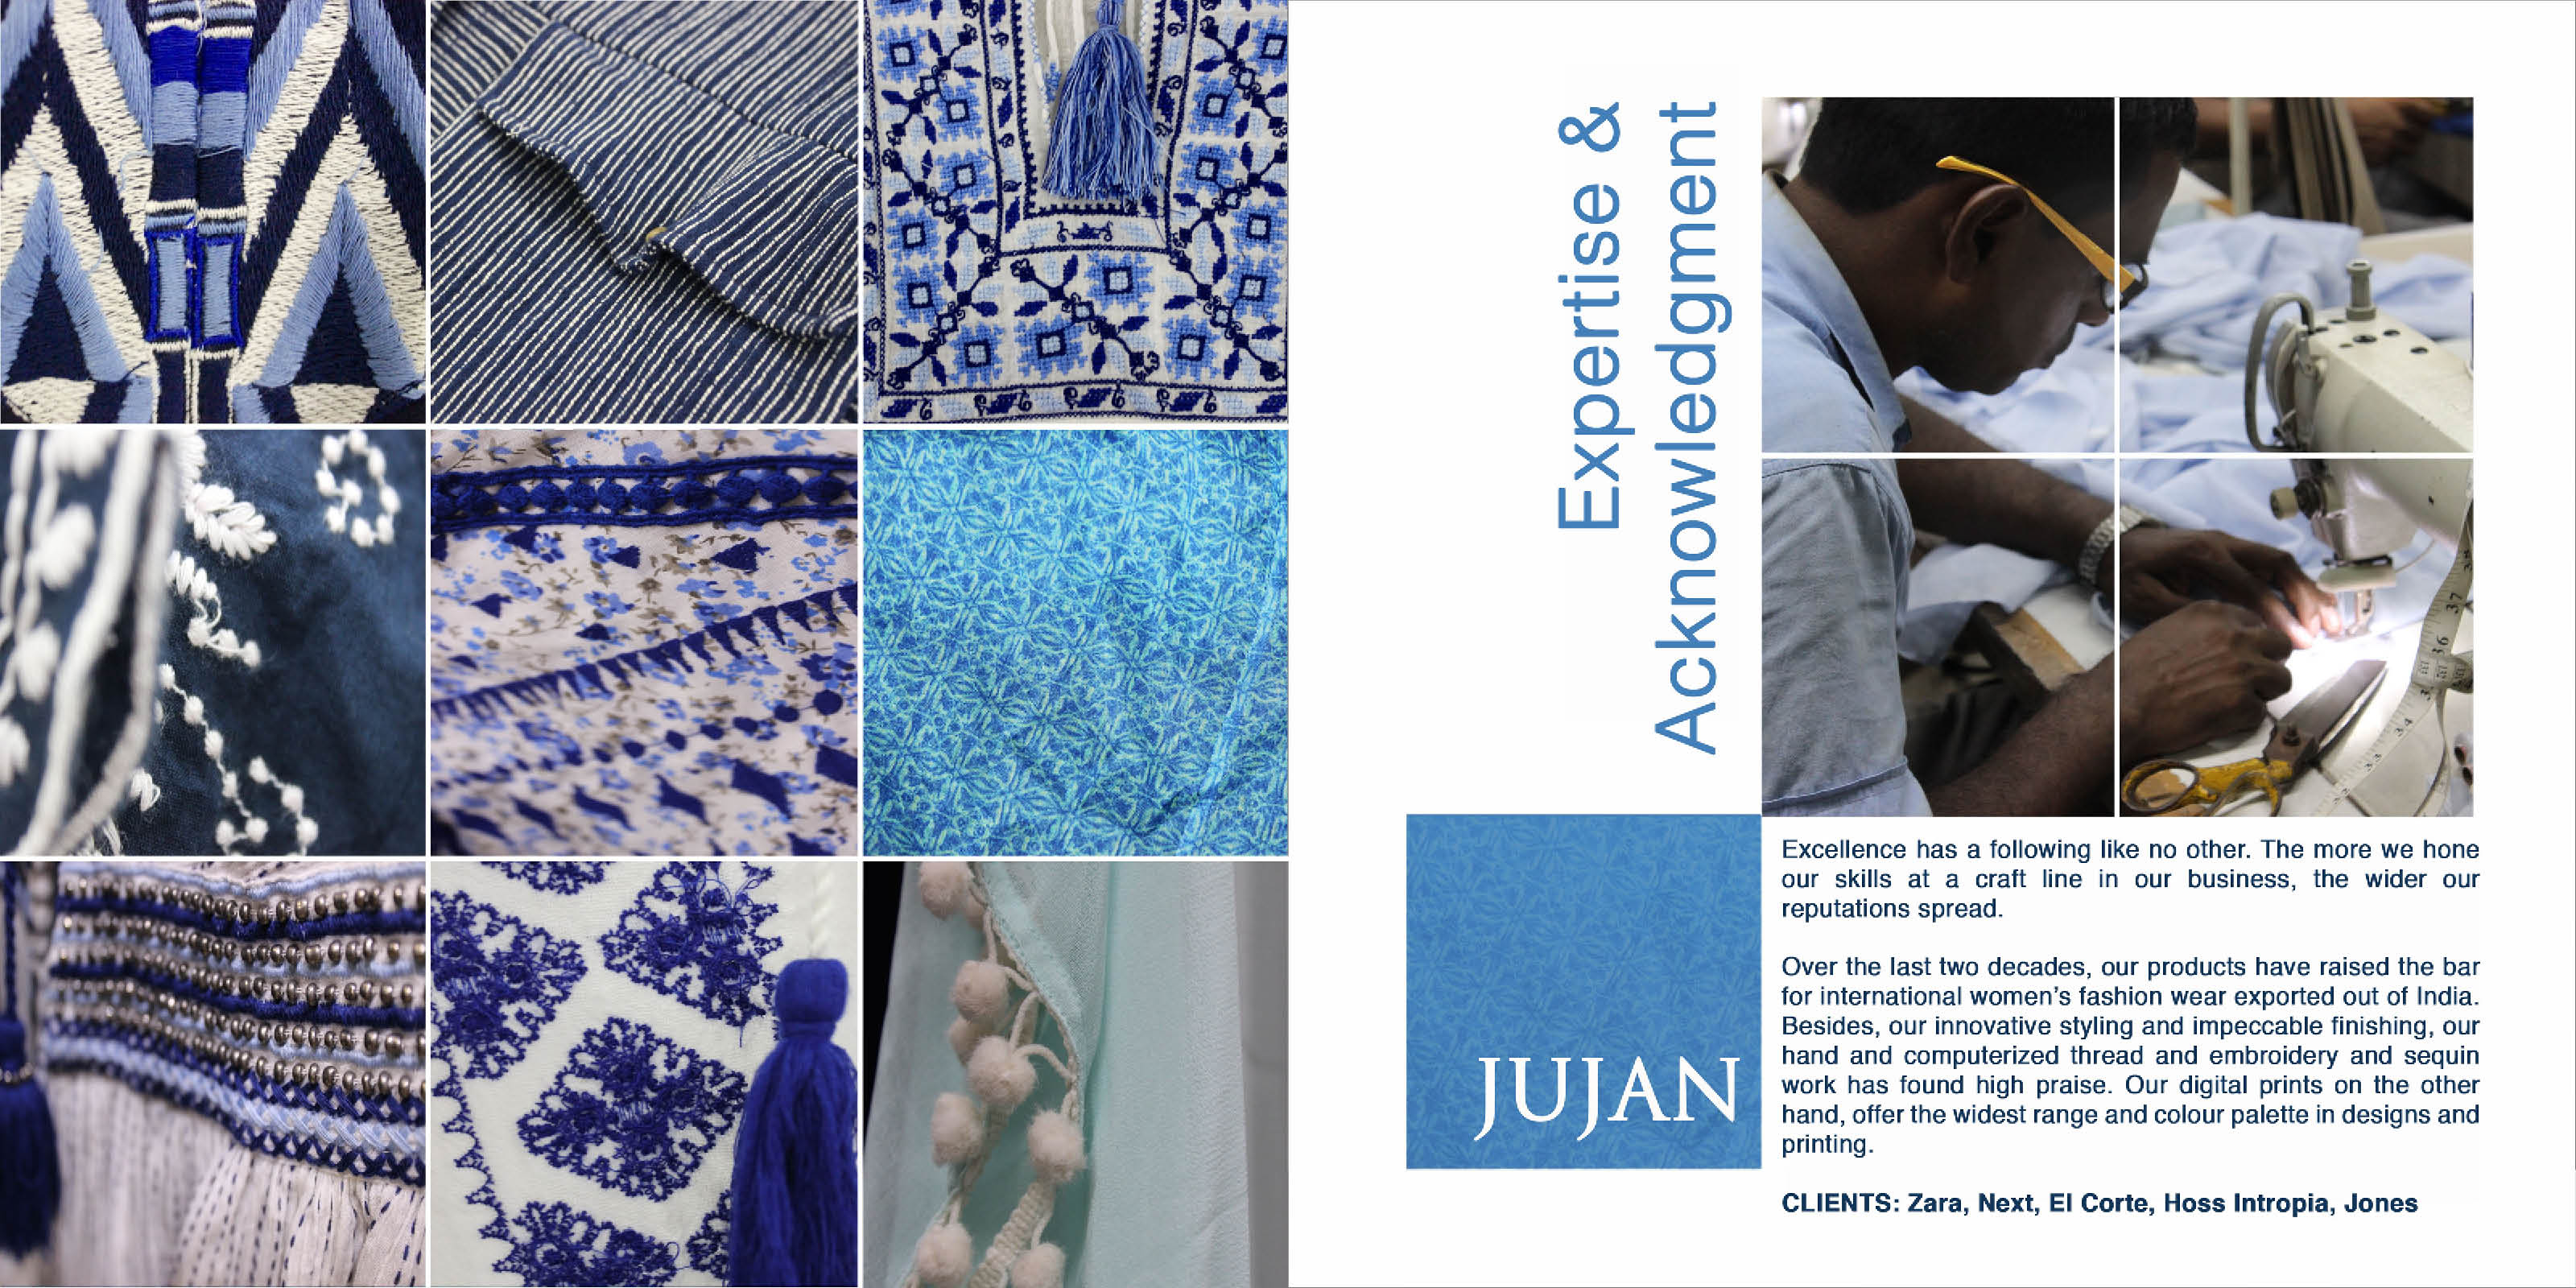 Expertise &
Acknowledgment
JUJAN
Excellence has a following like no other. The more we hone
our skills at a craft line in our business, the wider our
reputations spread.
Over the last two decades, our products have raised the bar
for international women's fashion wear exported out of India.
Besides, our innovative styling and impeccable finishing, our
hand and computerized thread and embroidery and sequin
work has found high praise. Our digital prints on the other
hand, offer the widest range and colour palette in designs and
printing.
CLIENTS: Zara, Next, El Corte, Hoss Intropia, Jones